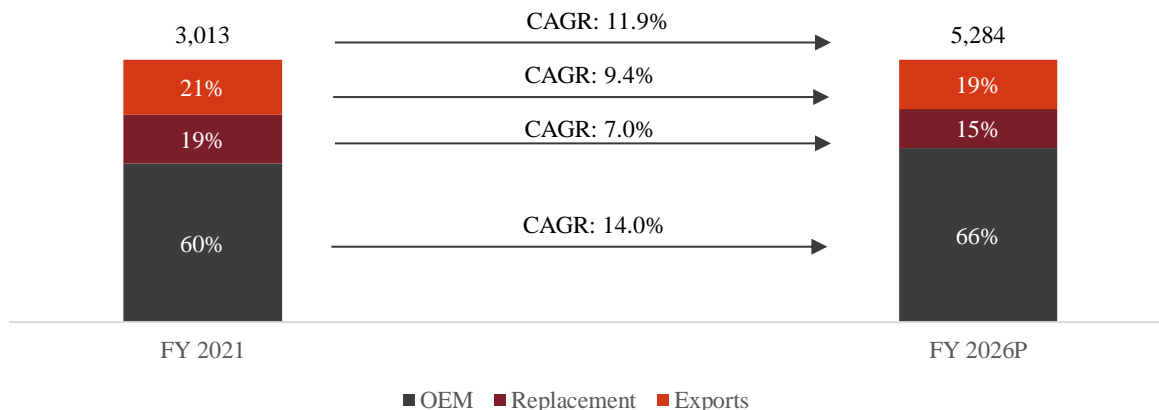 CAGR: 11.9%
3,013
5,284
CAGR: 9.4%
21%
19%
CAGR: 7.0%
19%
15%
CAGR: 14.0%
60%
66%
FY 2021
FY 2026P
OEM Replacement Exports